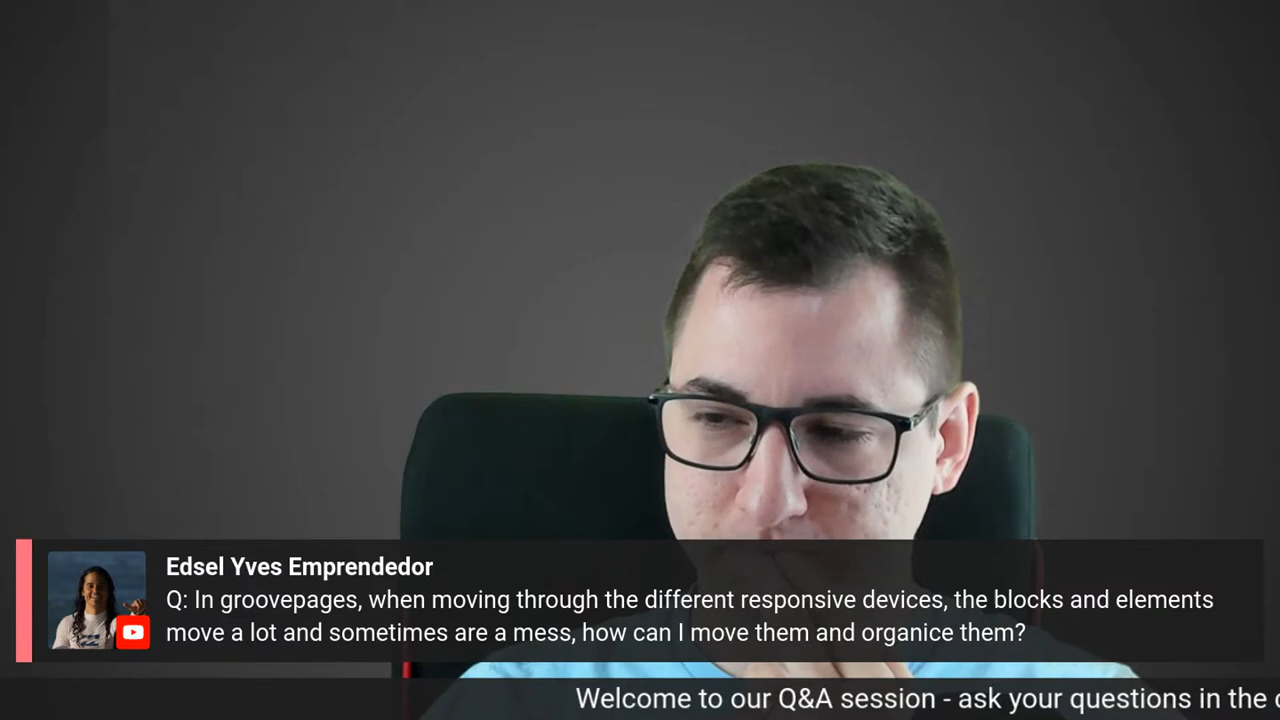 Edsel Yves Emprendedor
Q: In groovepages, when moving through the different responsive devices, the blocks and elements
move a lot and sometimes are a mess, how can I move them and organice them?
Welcome to our Q&A session - ask your questions in the